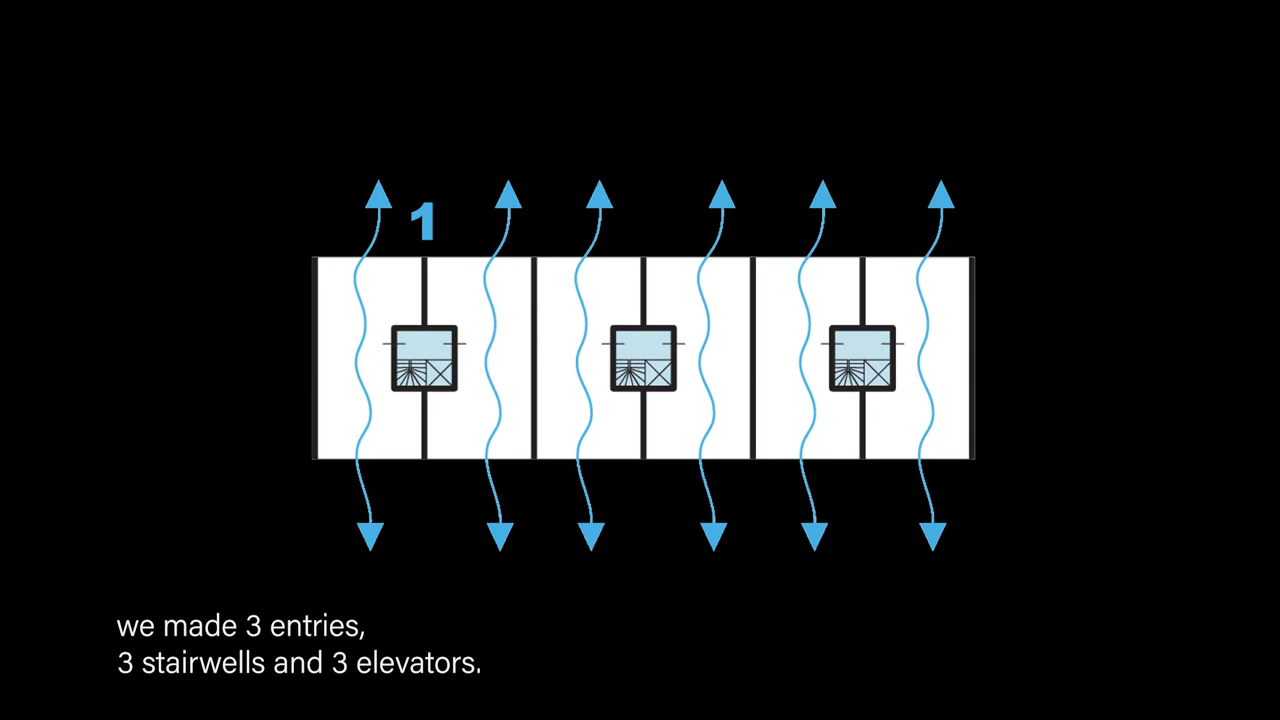 1
we made 3 entries,
3 stairwells and 3 elevators.